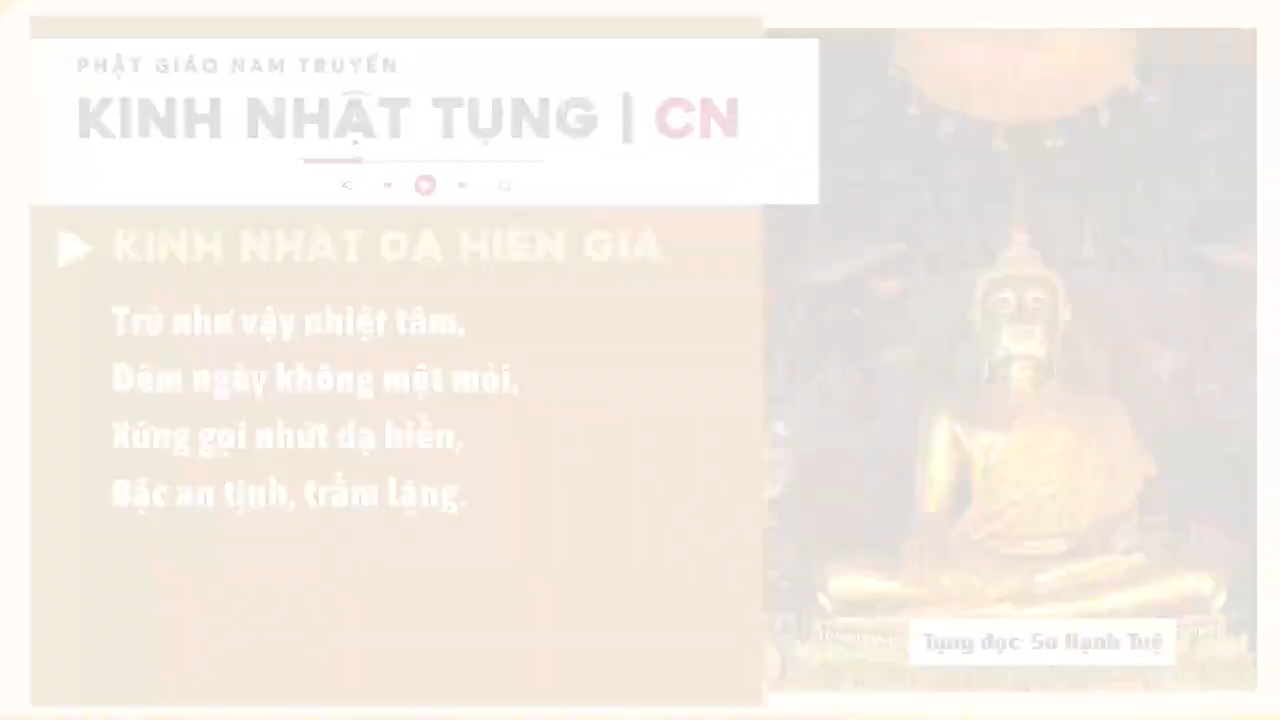 PHẬT GIÁO NAM TRUYỀN
KINH NHẬT TỤNG | CN
KINH NHẬT DẠ HIỀN GIẢ
Trú như vậy nhiệt tâm,
Đêm ngày không mệt mỏi,
Xứng gọi nhứt dạ hiền,
Bậc an tịnh, trầm lặng.
Tụng đọc: Sư Hạnh Tuệ